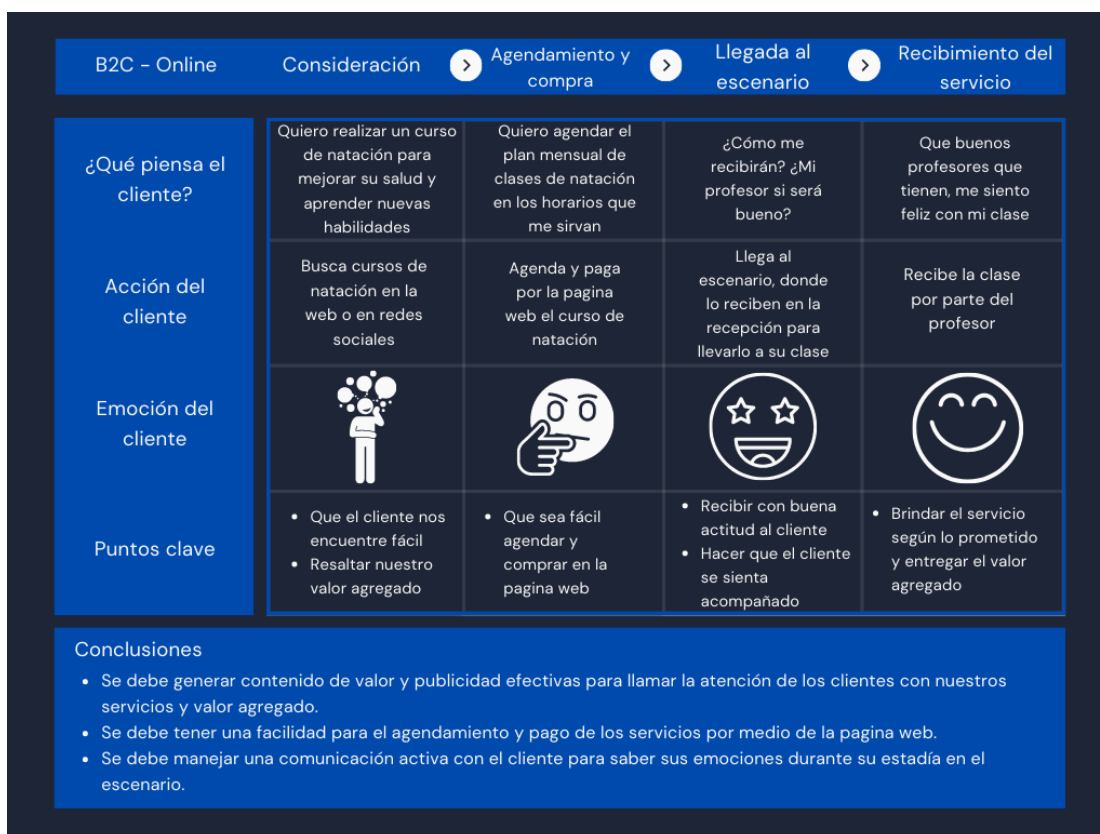 B2C - Online
Consideración
Agendamiento y
compra
Llegada al
escenario
Recibimiento del
servicio
¿Qué piensa el
cliente?
Quiero realizar un curso
de natación para
mejorar su salud y
aprender nuevas
habilidades
Quiero agendar el
plan mensual de
clases de natación
en los horarios que
me sirvan
¿Cómo me
recibirán? ¿Mi
profesor si será
bueno?
Que buenos
profesores que
tienen, me siento
feliz con mi clase
Acción del
cliente
Busca cursos de
natación en la
web o en redes
sociales
Agenda y paga
por la pagina
web el curso de
natación
Llega al
escenario, donde
lo reciben en la
recepción para
llevarlo a su clase
Recibe la clase
por parte del
profesor
Emoción del
cliente
Puntos clave
• Que el cliente nos
encuentre fácil
• Resaltar nuestro
valor agregado
• Que sea fácil
agendar y
comprar en la
pagina web
• Recibir con buena
actitud al cliente
• Hacer que el cliente
se sienta
acompañado
• Brindar el servicio
según lo prometido
y entregar el valor
agregado
Conclusiones
• Se debe generar contenido de valor y publicidad efectivas para llamar la atención de los clientes con nuestros
servicios y valor agregado.
• Se debe tener una facilidad para el agendamiento y pago de los servicios por medio de la pagina web.
• Se debe manejar una comunicación activa con el cliente para saber sus emociones durante su estadía en el
escenario.